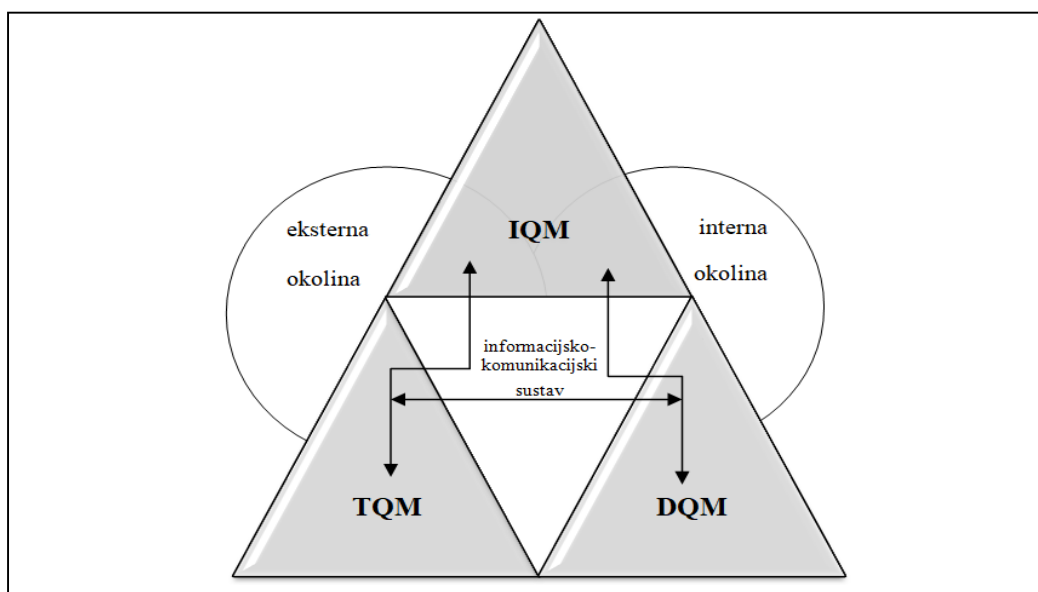 IQM
eksterna
okolina
interna
okolina
informacijsko-
komunikacijski
sustav
TQM
DQM